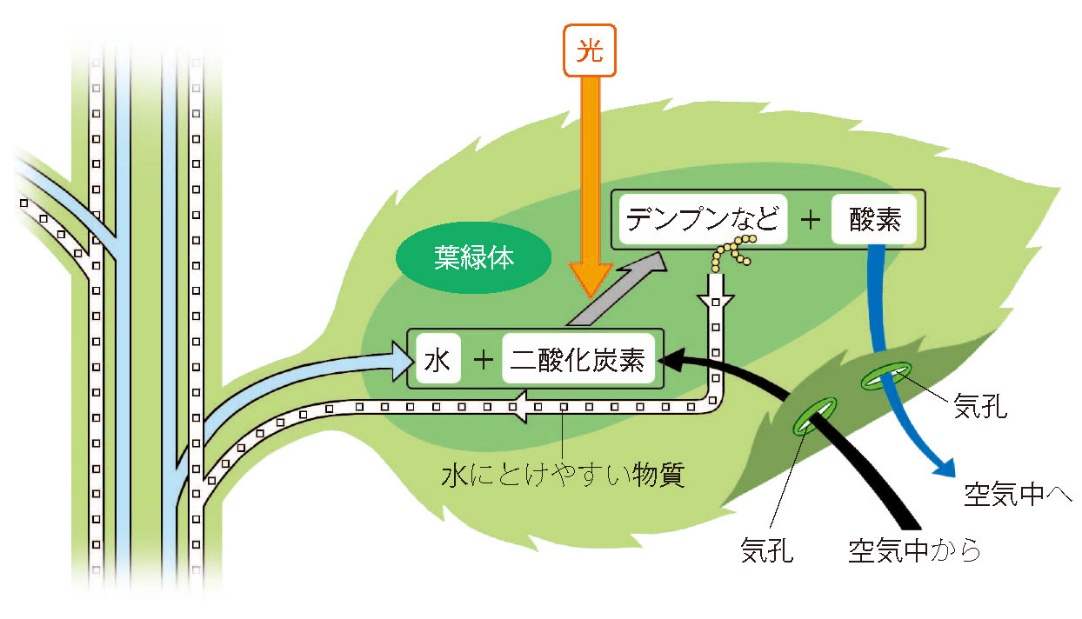 光
デンプンなど + 酸素
葉緑体
水 + 二酸化炭素
気孔
水にとけやすい物質
空気中へ
気孔
空気中から